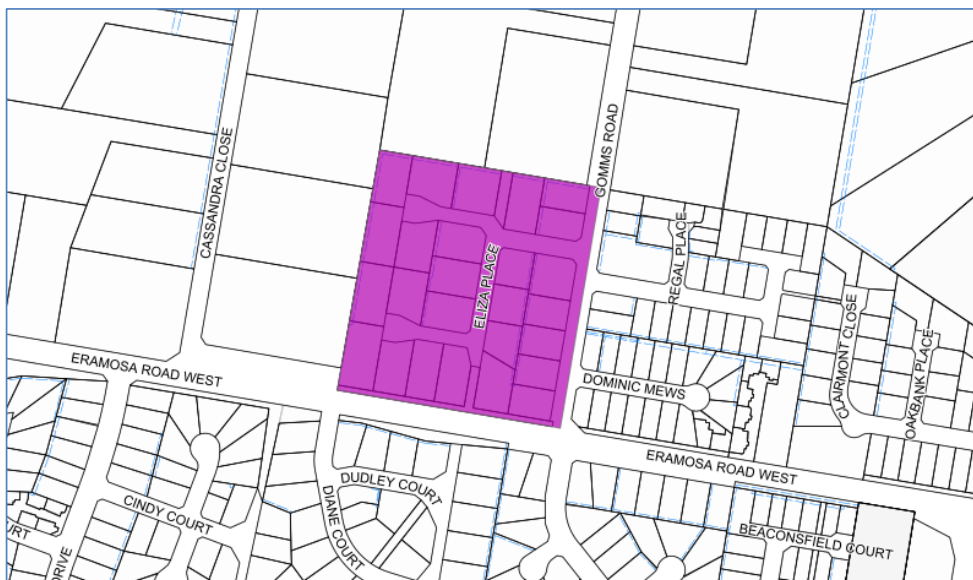 CASSANDRA CLOSE
GOMMS ROAD
REGAL PLACE
ELIZA PLACE
CLAIRMONT CLOSE
OAKBANK PLACE
ERAMOSA ROAD WEST
DOMINIC MEWS
ERAMOSA ROAD WEST
DUDLEY COURT
DIANE COURT
CINDY COURT
URT
DRIVE
BEACONSFIELD COURT